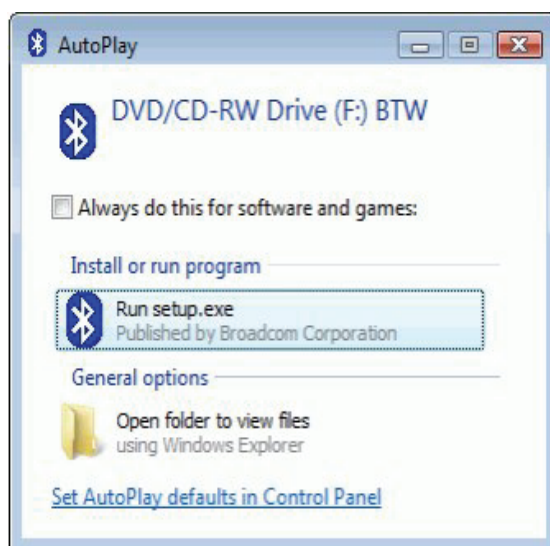 AutoPlay
DVD/CD-RW Drive (F:) BTW
Always do this for software and games:
Install or run program
Run setup.exe
Published by Broadcom Corporation
General options
Open folder to view files
using Windows Explorer
Set AutoPlay defaults in Control Panel